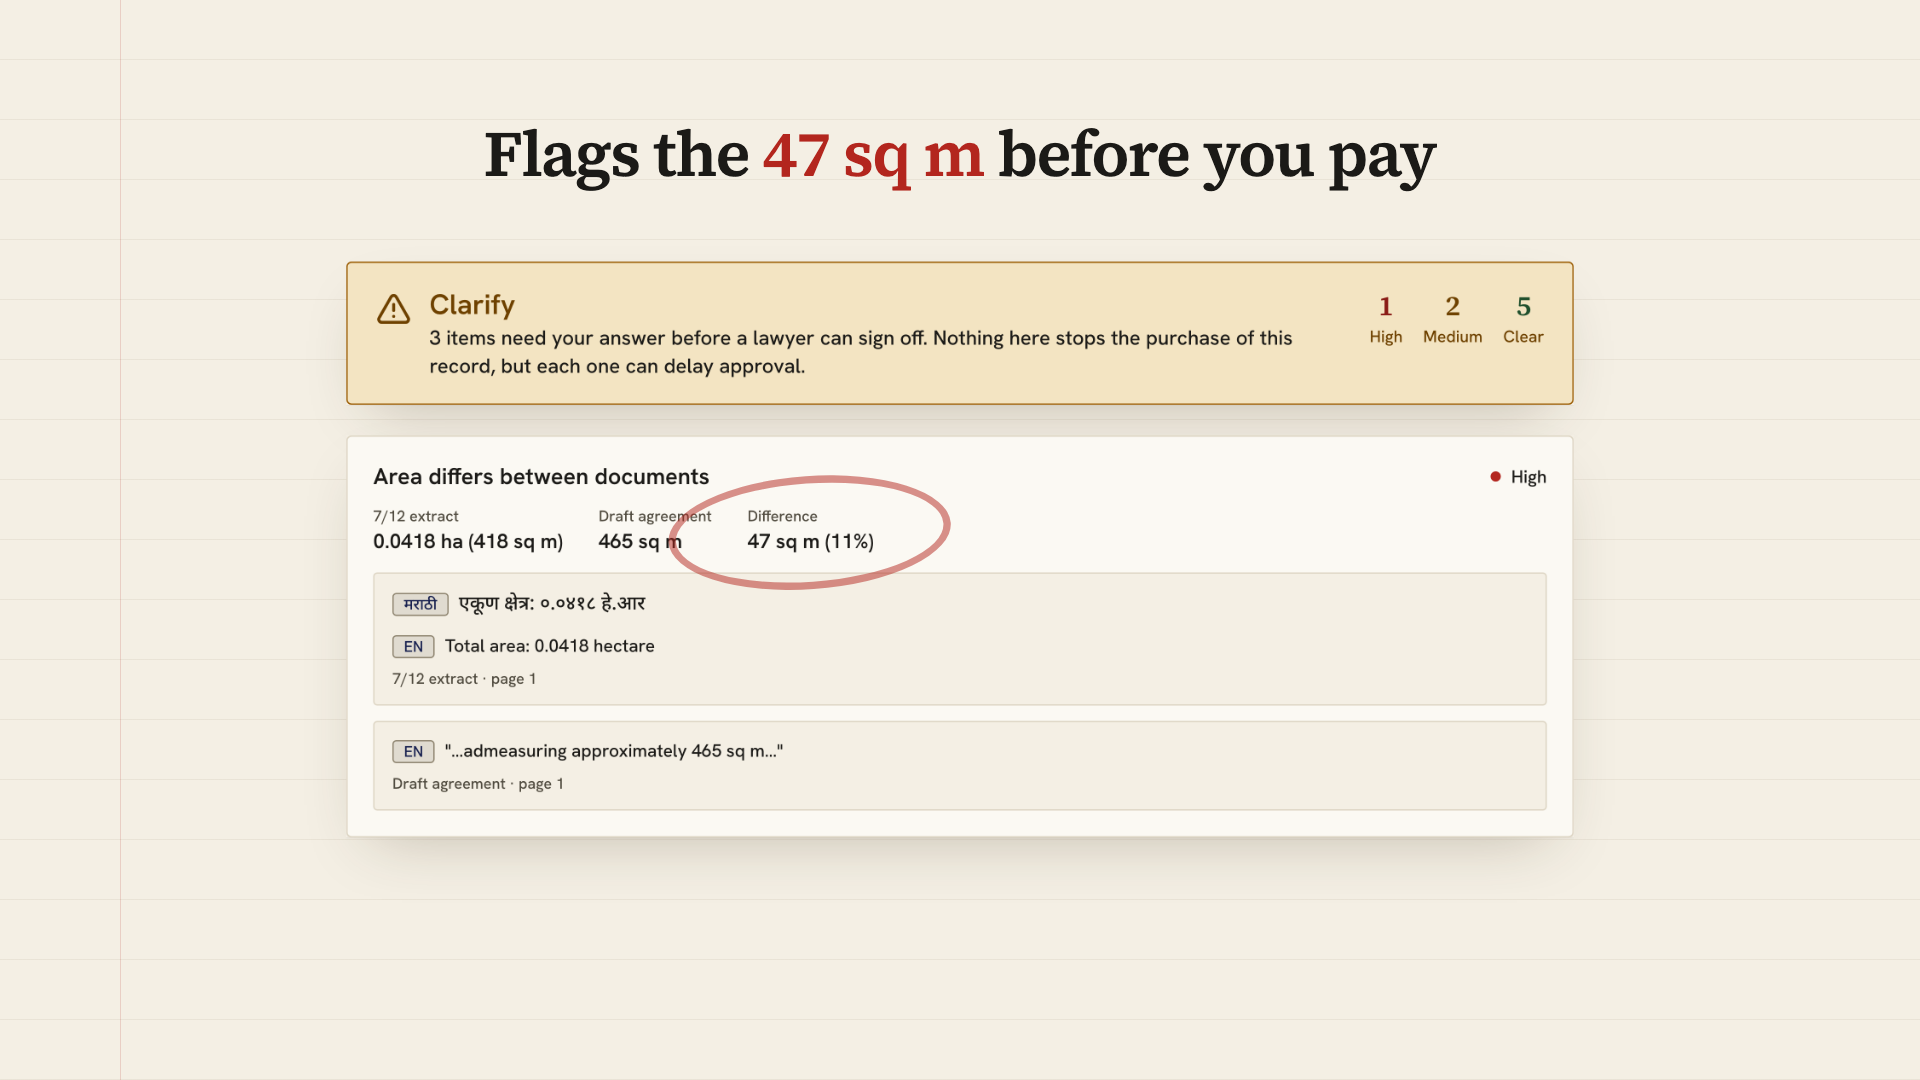 Flags the 47 sq m before you pay
Clarify
3 items need your answer before a lawyer can sign off. Nothing here stops the purchase of this
record, but each one can delay approval.
1 2 5
High Medium Clear
Area differs between documents
High
7/12 extract Draft agreement Difference
0.0418 ha (418 sq m) 465 sq m 47 sq m (11%)
मराठी एकूण क्षेत्र: ०.०४१८ हे.आर
EN Total area: 0.0418 hectare
7/12 extract · page 1
EN "...admeasuring approximately 465 sq m..."
Draft agreement · page 1